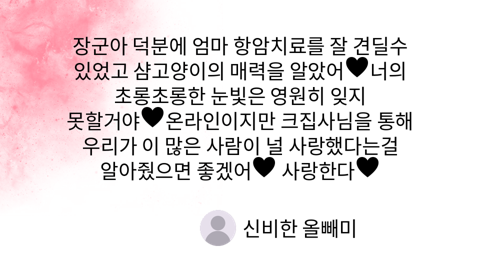 장군아 덕분에 엄마 항암치료를 잘 견딜수
있었고 샴고양이의 매력을 알았어🖤너의
초롱초롱한 눈빛은 영원히 잊지
못할거야🖤온라인이지만 크집사님을 통해
우리가 이 많은 사람이 널 사랑했다는걸
알아줬으면 좋겠어🖤 사랑한다🖤
신비한 올빼미